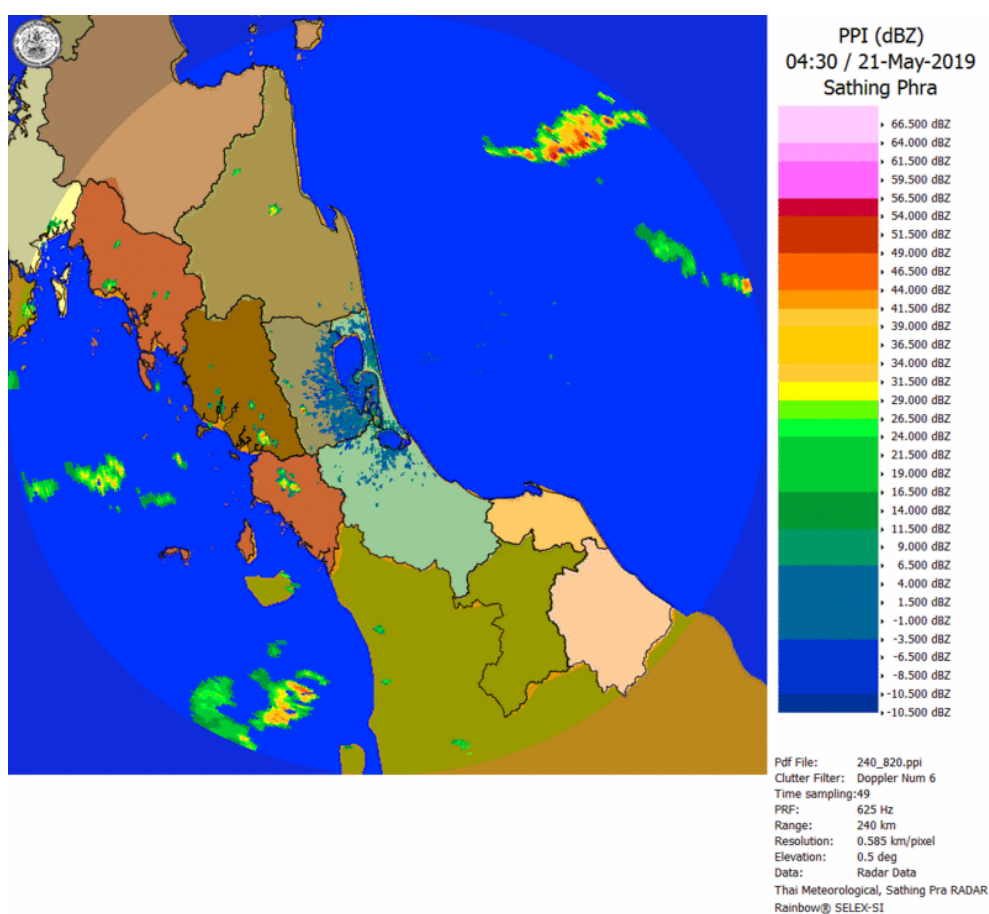 PPI (dBZ)
04:30 / 21-May-2019
Sathing Phra
66.500 dBZ
64.000 dBZ
61.500 dBZ
59.500 dBZ
56.500 dBZ
54.000 dBZ
51.500 dBZ
49.000 dBZ
46.500 dBZ
44.000 dBZ
41.500 dBZ
39.000 dBZ
36.500 dBZ
34.000 dBZ
31.500 dBZ
29.000 dBZ
26.500 dBZ
24.000 dBZ
21.500 dBZ
19.000 dBZ
16.500 dBZ
14.000 dBZ
11.500 dBZ
9.000 dBZ
6.500 dBZ
4.000 dBZ
1.500 dBZ
-1.000 dBZ
-3.500 dBZ
-6.500 dBZ
-8.500 dBZ
-10.500 dBZ
-10.500 dBZ
Pdf File: 240_820.ppi
Clutter Filter: Doppler Num 6
Time sampling:49
PRF: 625 Hz
Range: 240 km
Resolution: 0.585 km/pixel
Elevation: 0.5 deg
Data: Radar Data
Thai Meteorological, Sathing Pra RADAR
Rainbow® SELEX-SI